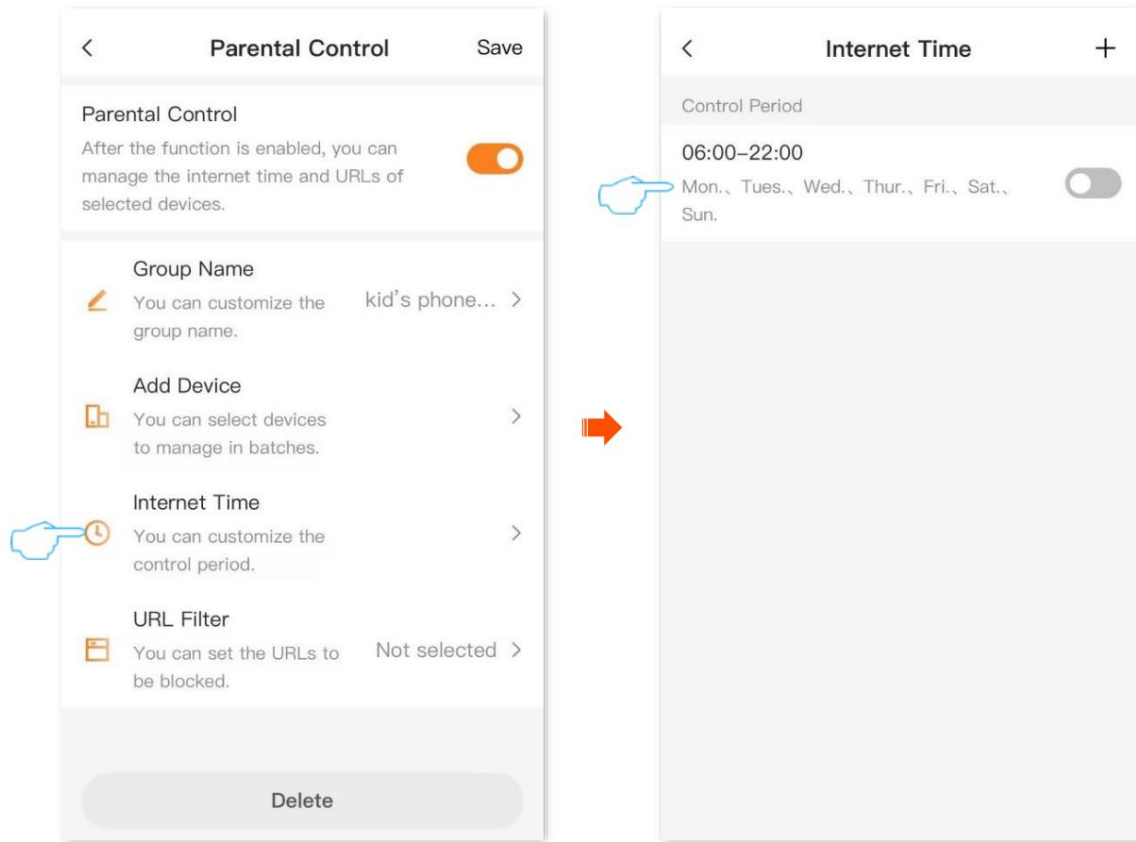 Parental Control
Save
Parental Control
After the function is enabled, you can
manage the internet time and URLs of
selected devices.
Group Name
You can customize the
group name.
kid's phone...
Add Device
You can select devices
to manage in batches.
Internet Time
You can customize the
control period.
URL Filter
You can set the URLs to
be blocked.
Not selected
Delete
Internet Time
Control Period
06:00–22:00
Mon.、Tues.、Wed.、Thur.、Fri.、Sat.、
Sun.